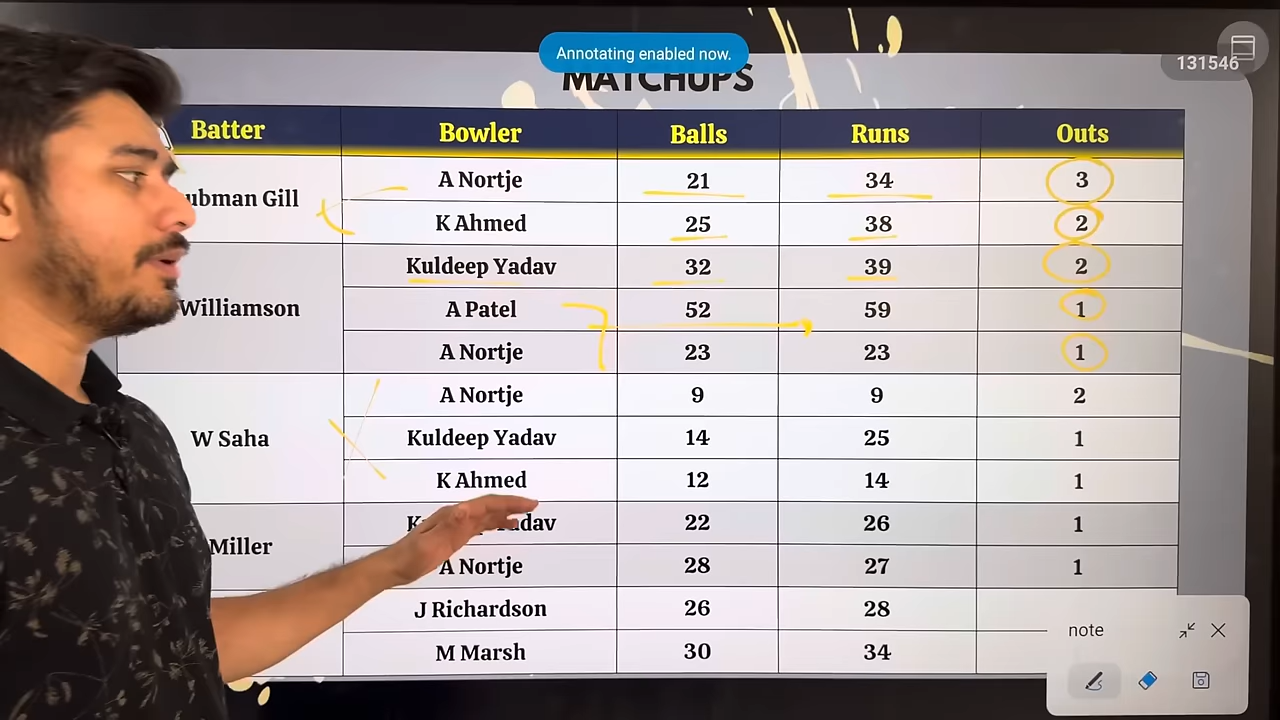 Annotating enabled now.
131546
MATCHUPS
Batter Bowler Balls Runs Outs
ubman Gill A Nortje 21 34 3
K Ahmed 25 38 2
Williamson Kuldeep Yadav 32 39 2
A Patel 52 59 1
A Nortje 23 23 1
W Saha A Nortje 9 9 2
Kuldeep Yadav 14 25 1
K Ahmed 12 14 1
Miller 22 26 1
A Nortje 28 27 1
J Richardson 26 28
M Marsh 30 34
note